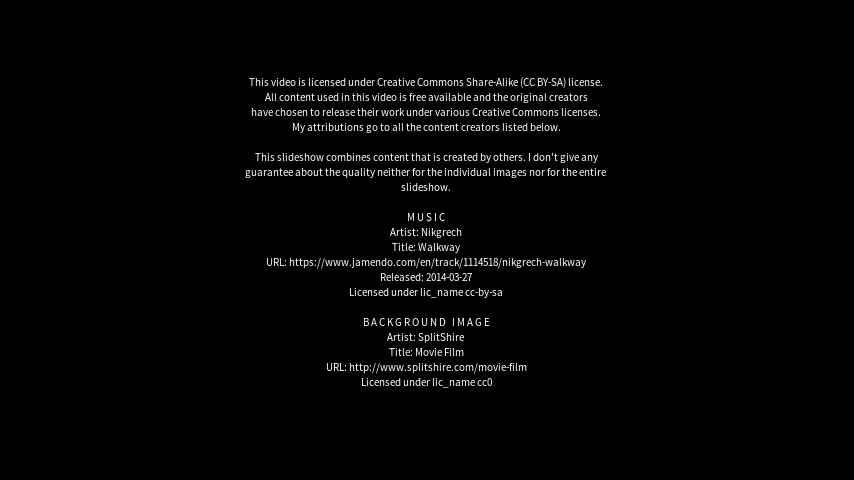 This video is licensed under Creative Commons Share-Alike (CC BY-SA) license.
All content used in this video is free available and the original creators
have chosen to release their work under various Creative Commons licenses.
My attributions go to all the content creators listed below.
This slideshow combines content that is created by others. I don't give any
guarantee about the quality neither for the individual images nor for the entire
slideshow.
MUSIC
Artist: Nikgrech
Title: Walkway
URL: https://www.jamendo.com/en/track/1114518/nikgrech-walkway
Released: 2014-03-27
Licensed under lic_name cc-by-sa
BACKGROUND IMAGE
Artist: SplitShire
Title: Movie Film
URL: http://www.splitshire.com/movie-film
Licensed under lic_name cc0